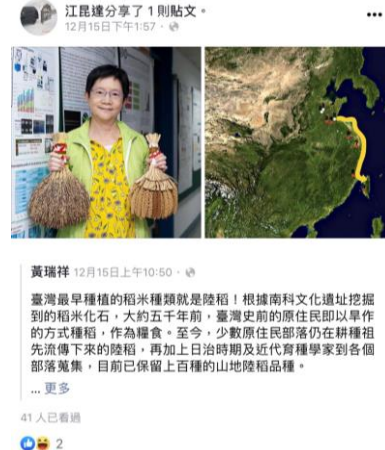 江昆達分享了 1 則貼文。
12月15日下午1:57 ·
黃瑞祥 12月15日上午10:50 ·
臺灣最早種植的稻米種類就是陸稻！根據南科文化遺址挖掘
到的稻米化石，大約五千年前，臺灣史前的原住民即以旱作
的方式種稻，作為糧食。至今，少數原住民部落仍在耕種祖
先流傳下來的陸稻，再加上日治時期及近代育種學家到各個
部落蒐集，目前已保留上百種的山地陸稻品種。
... 更多
41 人已看過
2